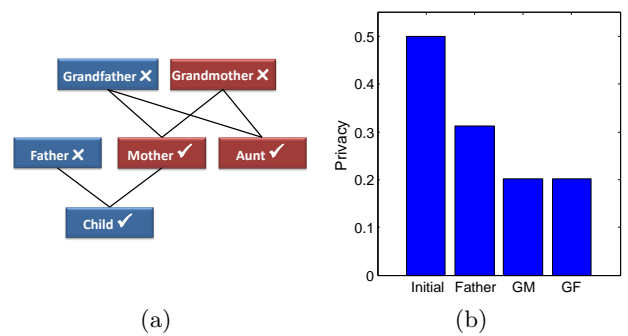 Grandfather ×
Grandmother ×
Father ×
Mother ✓
Aunt ✓
Child ✓
(a)
Privacy
0.5
0.4
0.3
0.2
0.1
0
Initial Father GM GF
(b)